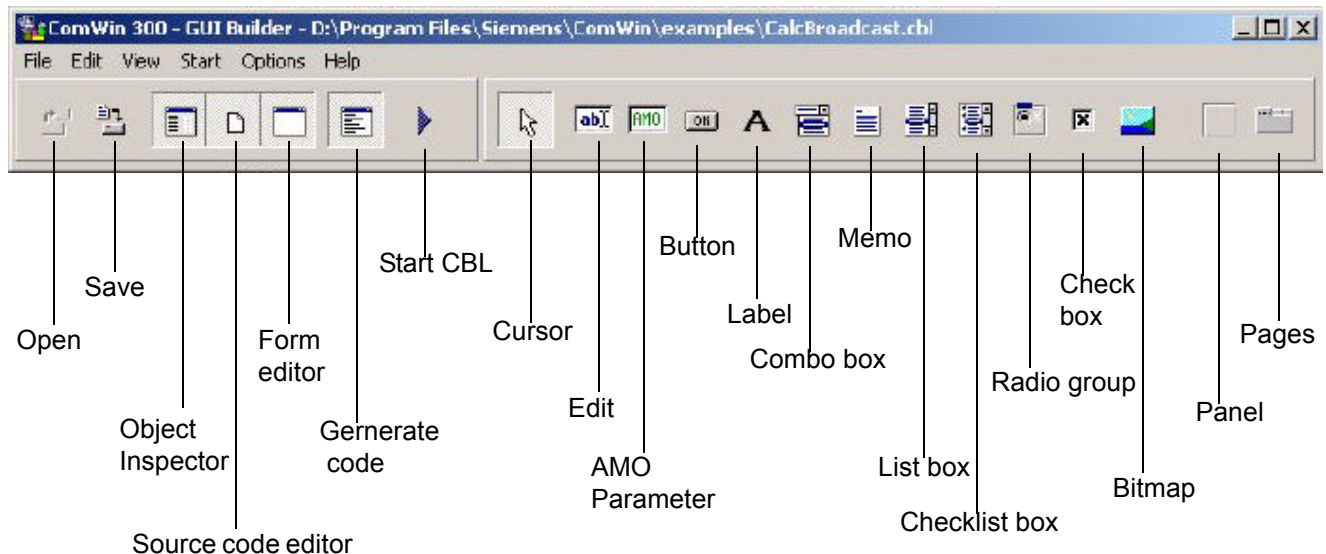 ComWin 300 - GUI Builder - D:\Program Files\Siemens\ComWin\examples\CalcBroadcast.cbl
File Edit View Start Options Help
abI AMO OK A
Button
Memo
Start CBL
Save
Check
box
Label
Open
Form
editor
Cursor
Pages
Combo box
Radio group
Edit
Panel
Object
Inspector
Gernerate
code
AMO
Parameter
List box
Bitmap
Checklist box
Source code editor